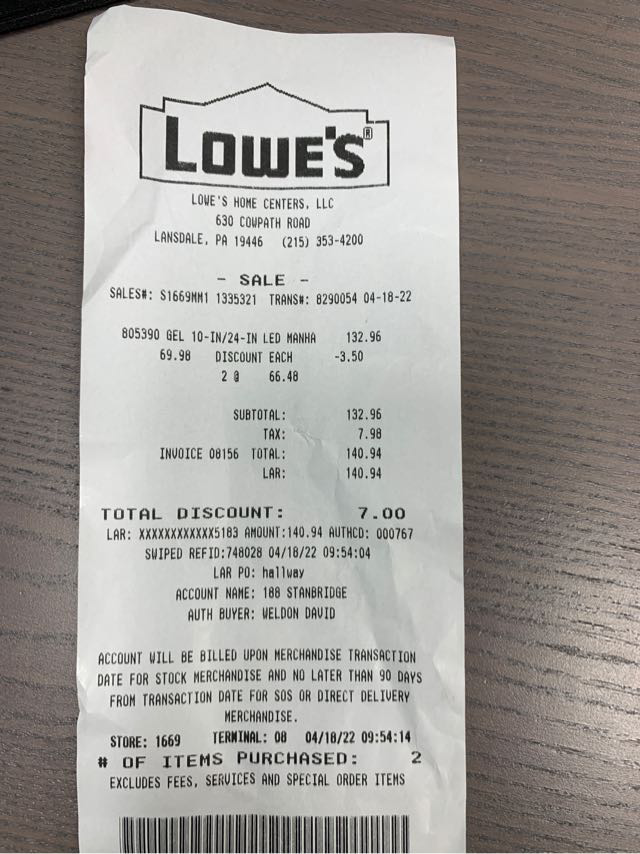 LOWE'S®
LOWE'S HOME CENTERS, LLC
630 COWPATH ROAD
LANSDALE, PA 19446 (215) 353-4200
- SALE -
SALES#: S1669MM1 1335321 TRANS#: 8290054 04-18-22
805390 GEL 10-IN/24-IN LED MANHA 132.96
69.98 DISCOUNT EACH -3.50
2 @ 66.48
SUBTOTAL: 132.96
TAX: 7.98
INVOICE 08156 TOTAL: 140.94
LAR: 140.94
TOTAL DISCOUNT: 7.00
LAR: XXXXXXXXXXXX5183 AMOUNT:140.94 AUTHCD: 000767
SWIPED REFID:748028 04/18/22 09:54:04
LAR PO: hallway
ACCOUNT NAME: 188 STANBRIDGE
AUTH BUYER: WELDON DAVID
ACCOUNT WILL BE BILLED UPON MERCHANDISE TRANSACTION
DATE FOR STOCK MERCHANDISE AND NO LATER THAN 90 DAYS
FROM TRANSACTION DATE FOR SOS OR DIRECT DELIVERY
MERCHANDISE.
STORE: 1669 TERMINAL: 08 04/18/22 09:54:14
# OF ITEMS PURCHASED: 2
EXCLUDES FEES, SERVICES AND SPECIAL ORDER ITEMS